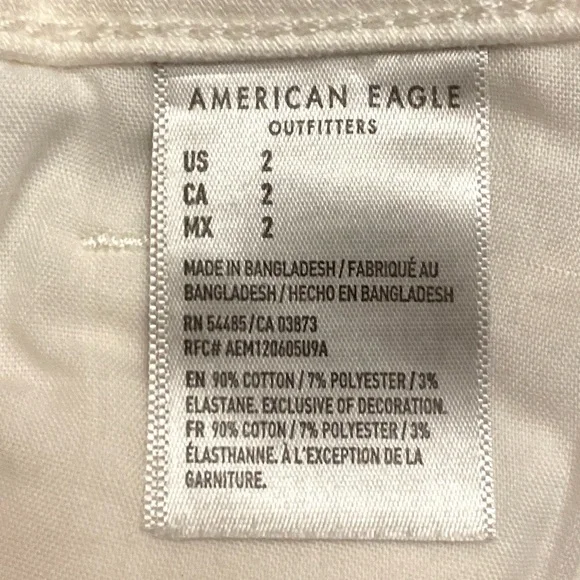 AMERICAN EAGLE
OUTFITTERS
US 2
CA 2
MX 2
MADE IN BANGLADESH / FABRIQUÉ AU
BANGLADESH / HECHO EN BANGLADESH
RN 54485 / CA 03873
RFC# AEM120605U9A
EN 90% COTTON / 7% POLYESTER / 3%
ELASTANE. EXCLUSIVE OF DECORATION.
FR 90% COTON / 7% POLYESTER / 3%
ÉLASTHANNE. À L'EXCEPTION DE LA
GARNITURE.